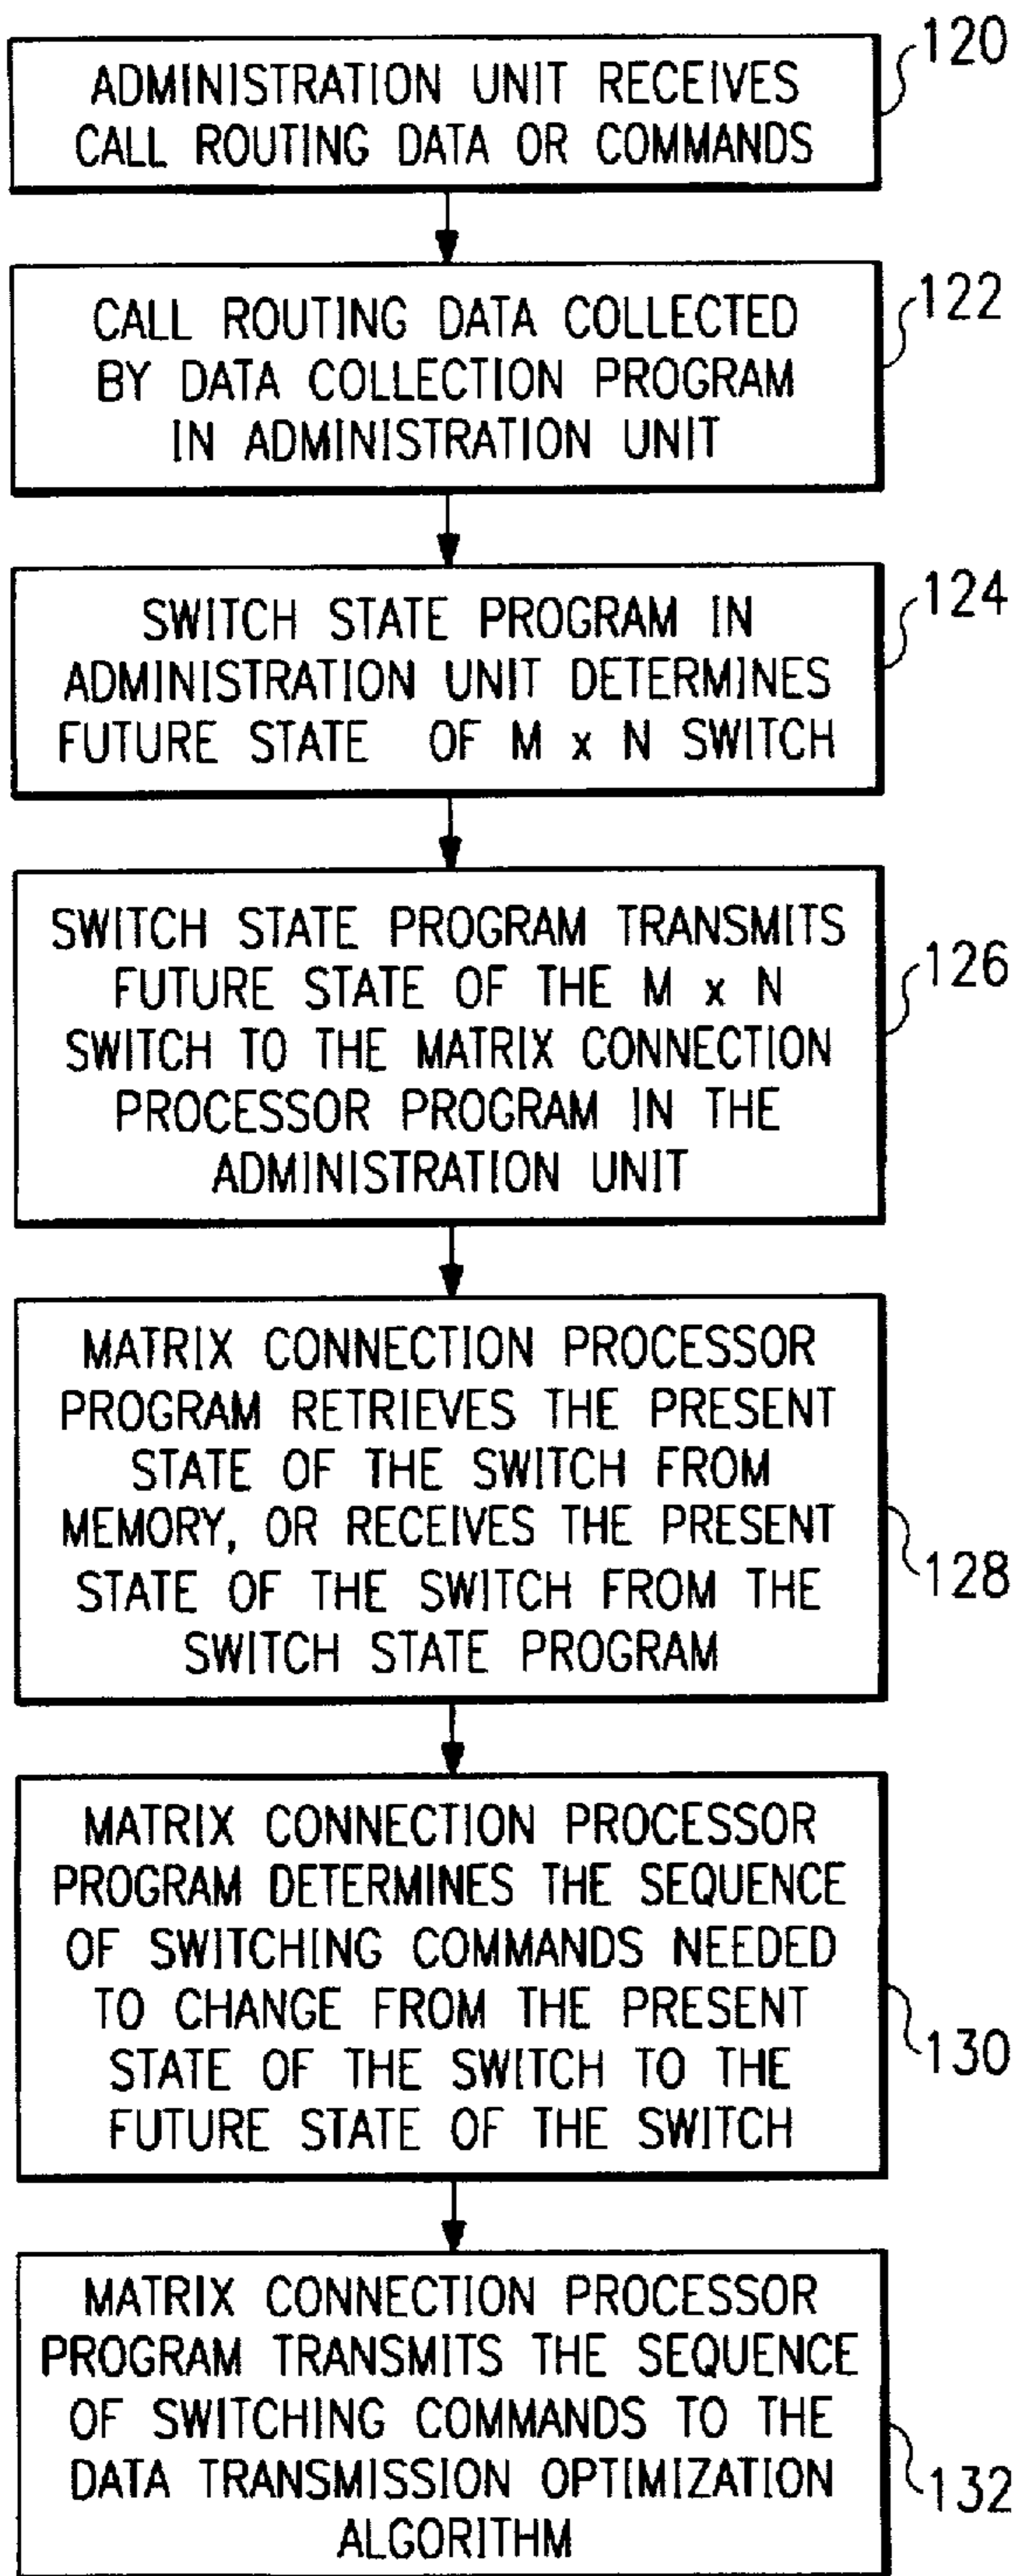 ADMINISTRATION UNIT RECEIVES
CALL ROUTING DATA OR COMMANDS
120
CALL ROUTING DATA COLLECTED
BY DATA COLLECTION PROGRAM
IN ADMINISTRATION UNIT
122
SWITCH STATE PROGRAM IN
ADMINISTRATION UNIT DETERMINES
FUTURE STATE OF M x N SWITCH
124
SWITCH STATE PROGRAM TRANSMITS
FUTURE STATE OF THE M x N
SWITCH TO THE MATRIX CONNECTION
PROCESSOR PROGRAM IN THE
ADMINISTRATION UNIT
126
MATRIX CONNECTION PROCESSOR
PROGRAM RETRIEVES THE PRESENT
STATE OF THE SWITCH FROM
MEMORY, OR RECEIVES THE PRESENT
STATE OF THE SWITCH FROM THE
SWITCH STATE PROGRAM
128
MATRIX CONNECTION PROCESSOR
PROGRAM DETERMINES THE SEQUENCE
OF SWITCHING COMMANDS NEEDED
TO CHANGE FROM THE PRESENT
STATE OF THE SWITCH TO THE
FUTURE STATE OF THE SWITCH
130
MATRIX CONNECTION PROCESSOR
PROGRAM TRANSMITS THE SEQUENCE
OF SWITCHING COMMANDS TO THE
DATA TRANSMISSION OPTIMIZATION
ALGORITHM
132